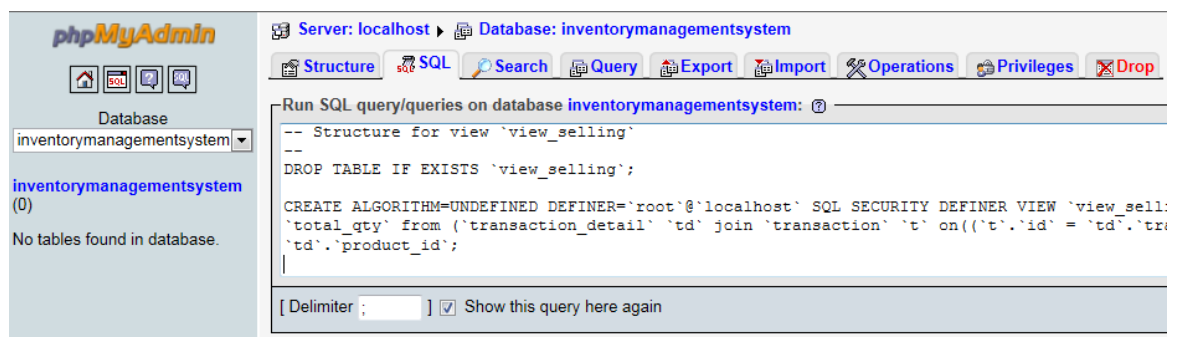 phpMyAdmin
SQL
Database
inventorymanagementsystem
inventorymanagementsystem
(0)
No tables found in database.
Server: localhost Database: inventorymanagementsystem
Structure SQL Search Query Export Import Operations Privileges Drop
Run SQL query/queries on database inventorymanagementsystem:
-- Structure for view `view_selling`
--
DROP TABLE IF EXISTS `view_selling`;
CREATE ALGORITHM=UNDEFINED DEFINER=`root`@`localhost` SQL SECURITY DEFINER VIEW `view_selli
`total_qty` from (`transaction_detail` `td` join `transaction` `t` on((`t`.`id` = `td`.`tra
`td`.`product_id`;
[ Delimiter ; ] Show this query here again